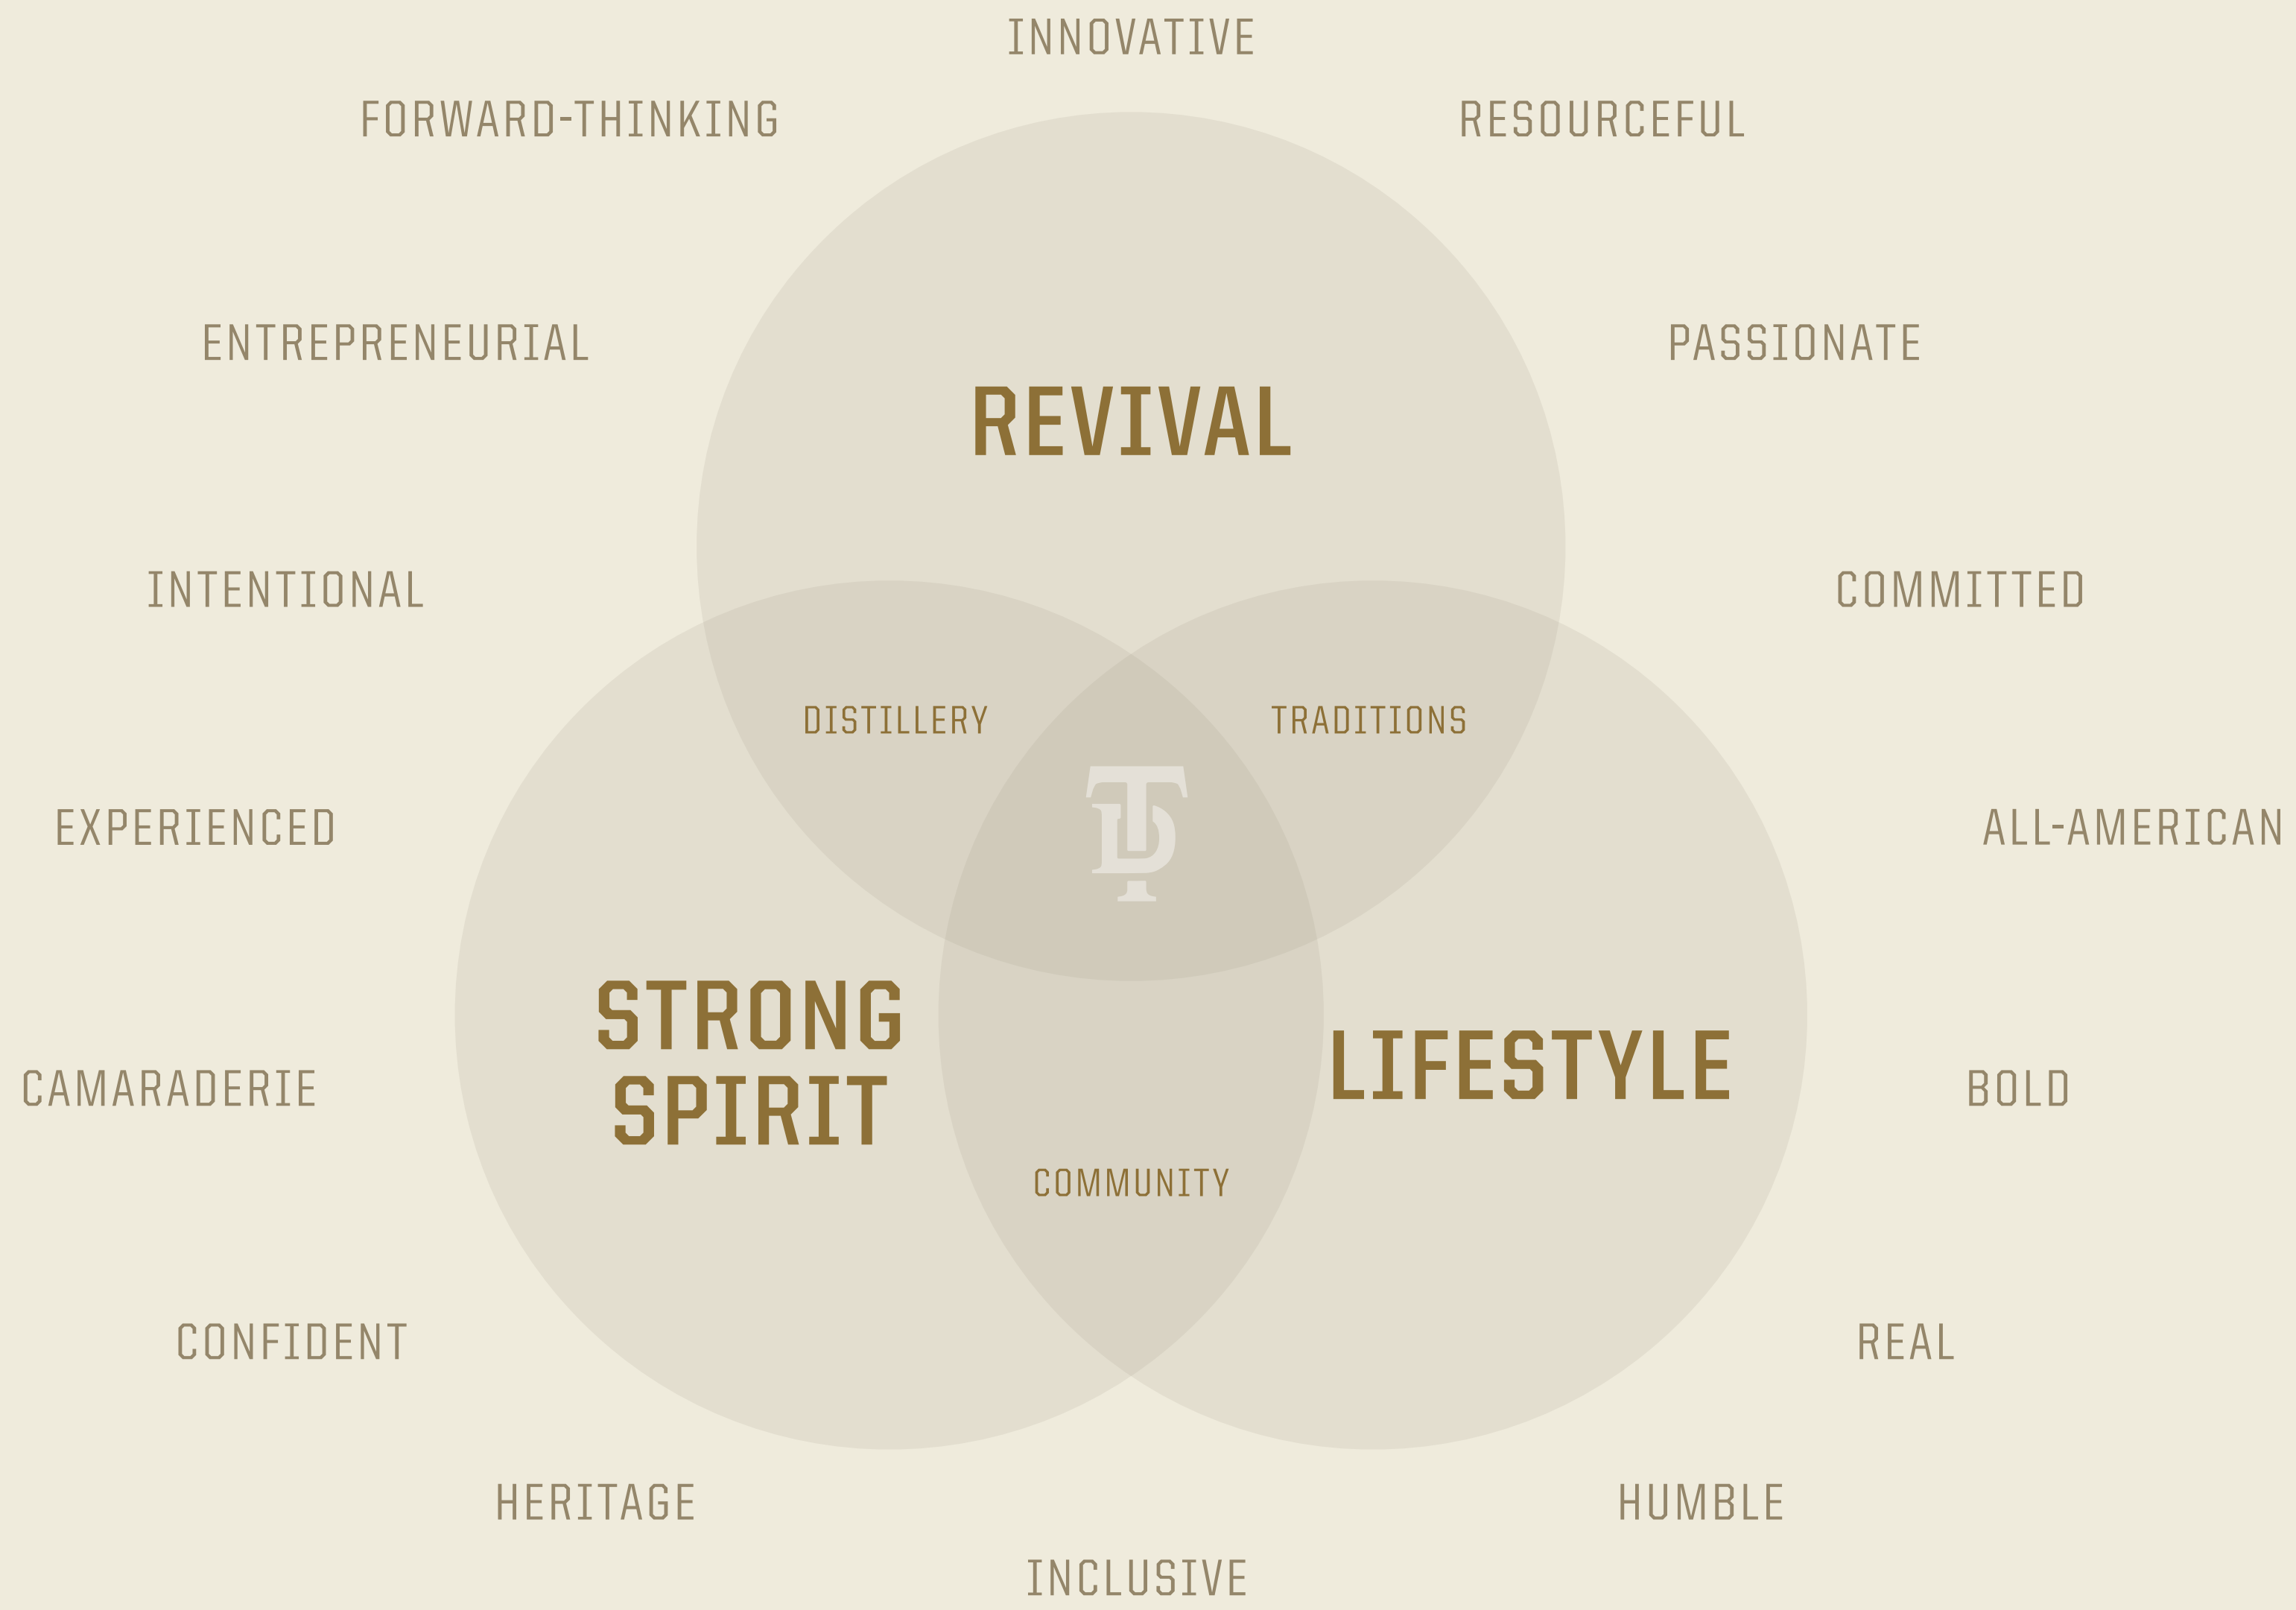 INNOVATIVE
FORWARD-THINKING
RESOURCEFUL
ENTREPRENEURIAL
PASSIONATE
REVIVAL
INTENTIONAL
COMMITTED
DISTILLERY
TRADITIONS
TD
EXPERIENCED
ALL-AMERICAN
STRONG
SPIRIT
LIFESTYLE
CAMARADERIE
BOLD
COMMUNITY
CONFIDENT
REAL
HERITAGE
HUMBLE
INCLUSIVE